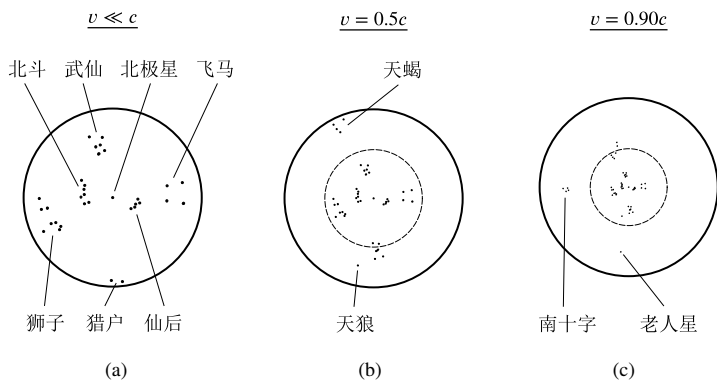 v ≪ c
v = 0.5c
v = 0.90c
北斗 武仙 北极星 飞马
天蝎
狮子 猎户 仙后
天狼
南十字 老人星
(a)
(b)
(c)